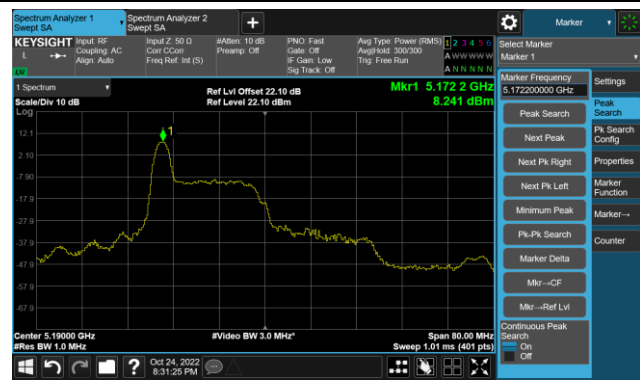 Spectrum Analyzer 1
Swept SA
Spectrum Analyzer 2
Swept SA
+
Marker
KEYSIGHT
L
Input: RF
Coupling: AC
Align: Auto
Input Z: 50 Ω
Corr CCorr
Freq Ref: Int (S)
#Atten: 10 dB
Preamp: Off
PNO: Fast
Gate: Off
IF Gain: Low
Sig Track: Off
Avg Type: Power (RMS)
Avg|Hold: 300/300
Trig: Free Run
1 2 3 4 5 6
A W W W W W
A N N N N N
LW
Select Marker
Marker 1
1 Spectrum
Scale/Div 10 dB
Ref Lvl Offset 22.10 dB
Ref Level 22.10 dBm
Mkr1 5.172 2 GHz
8.241 dBm
Log
12.1
2.10
-7.90
-17.9
-27.9
-37.9
-47.9
-57.9
-67.9
1
Center 5.19000 GHz
#Res BW 1.0 MHz
#Video BW 3.0 MHz*
Span 80.00 MHz
Sweep 1.01 ms (401 pts)
Marker Frequency
5.172200000 GHz
Peak Search
Next Peak
Next Pk Right
Next Pk Left
Minimum Peak
Pk-Pk Search
Marker Delta
Mkr→CF
Mkr→Ref Lvl
Continuous Peak
Search
On
Off
Settings
Peak
Search
Pk Search
Config
Properties
Marker
Function
Marker→
Counter
?
Oct 24, 2022
8:31:25 PM